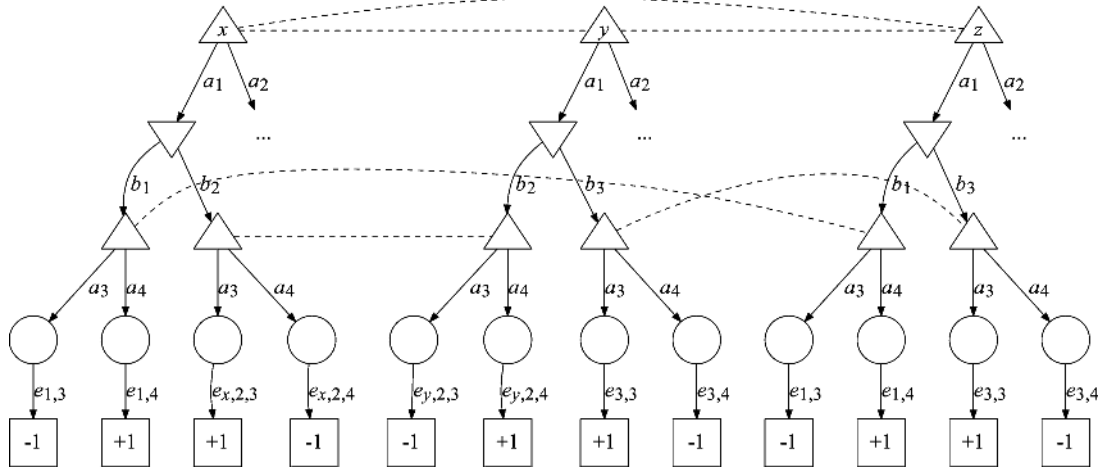 x y z
a1 a2 a1 a2 a1 a2
... ... ...
b1 b2 b2 b3 b1 b3
a3 a4 a3 a4 a3 a4 a3 a4 a3 a4 a3 a4
e1,3 e1,4 ex,2,3 ex,2,4 ey,2,3 ey,2,4 e3,3 e3,4 e1,3 e1,4 e3,3 e3,4
-1 +1 +1 -1 -1 +1 +1 -1 -1 +1 +1 -1